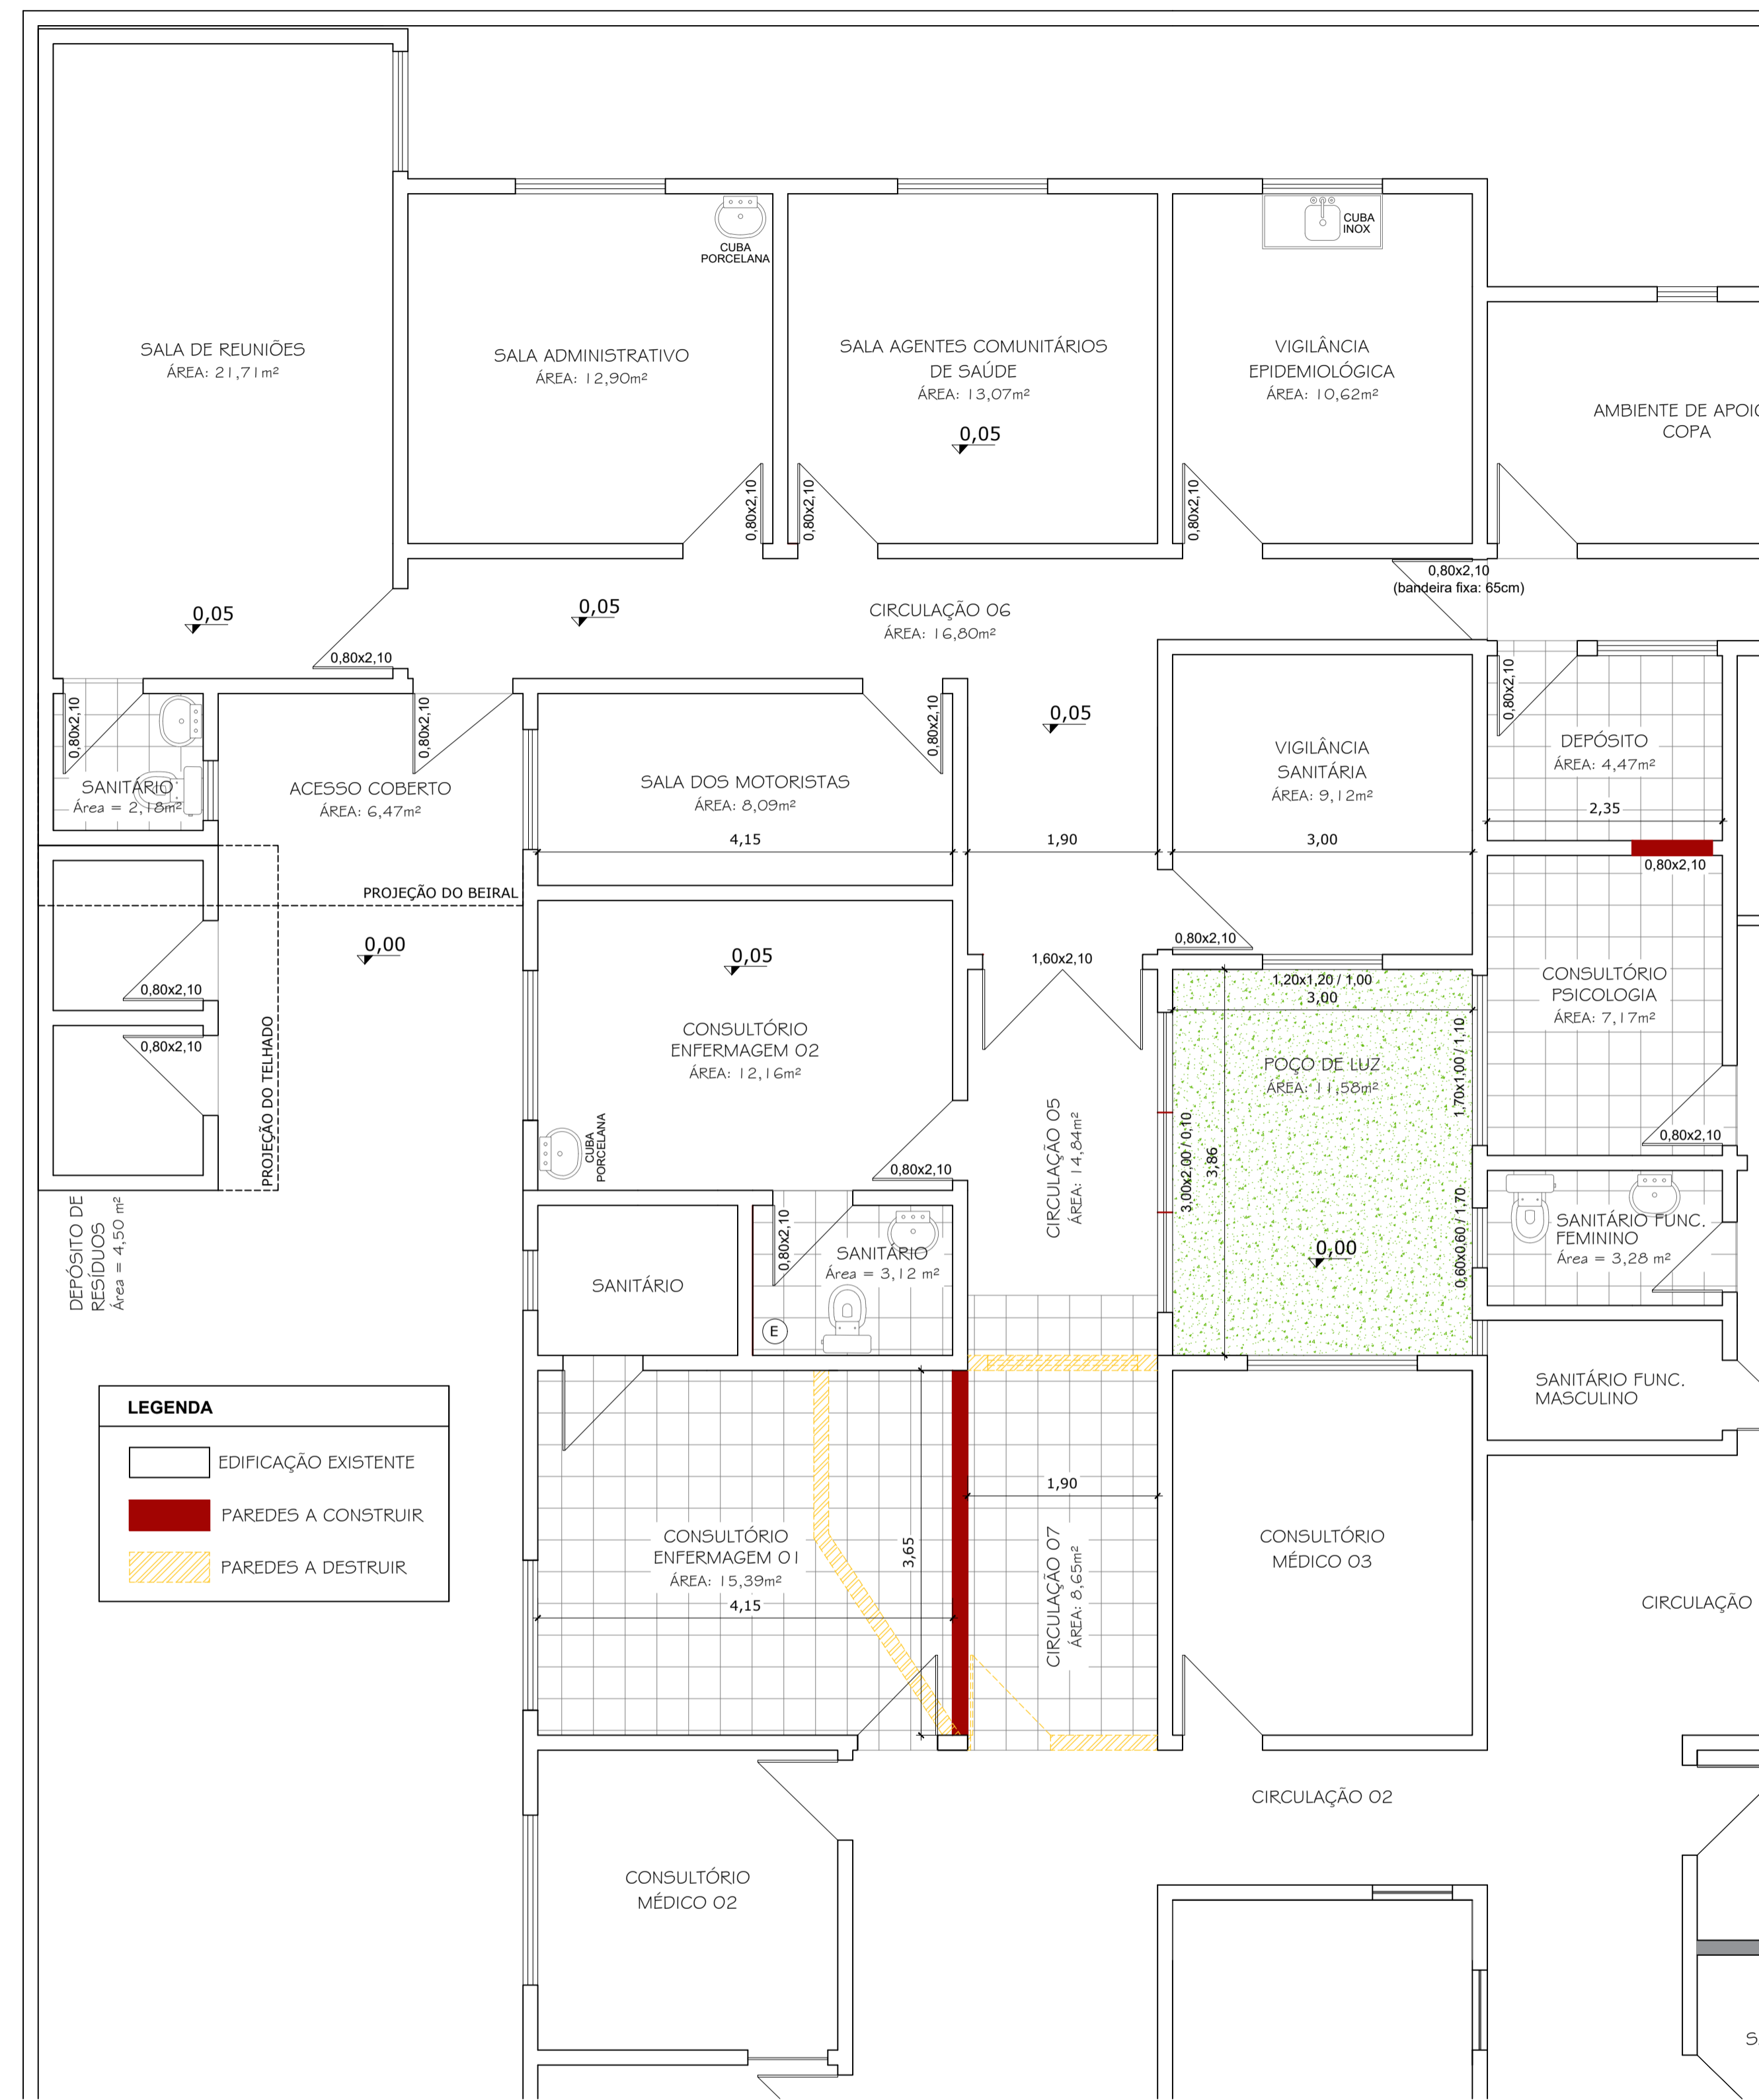 CUBA
PORCELANA
CUBA
INOX
SALA DE REUNIÕES
ÁREA: 21,71m²
SALA ADMINISTRATIVO
ÁREA: 12,90m²
SALA AGENTES COMUNITÁRIOS
DE SAÚDE
ÁREA: 13,07m²
0,05
VIGILÂNCIA
EPIDEMIOLÓGICA
ÁREA: 10,62m²
AMBIENTE DE APOIO
COPA
0,80x2,10
0,80x2,10
0,80x2,10
0,80x2,10
(bandeira fixa: 65cm)
0,05
0,05
CIRCULAÇÃO 06
ÁREA: 16,80m²
0,80x2,10
0,80x2,10
0,80x2,10
0,80x2,10
0,80x2,10
0,05
SANITÁRIO
Área = 2,18m²
ACESSO COBERTO
ÁREA: 6,47m²
SALA DOS MOTORISTAS
ÁREA: 8,09m²
4,15
1,90
VIGILÂNCIA
SANITÁRIA
ÁREA: 9,12m²
3,00
DEPÓSITO
ÁREA: 4,47m²
2,35
0,80x2,10
PROJEÇÃO DO BEIRAL
0,00
0,05
1,60x2,10
0,80x2,10
0,80x2,10
0,80x2,10
PROJEÇÃO DO TELHADO
CONSULTÓRIO
ENFERMAGEM 02
ÁREA: 12,16m²
CUBA
PORCELANA
0,80x2,10
1,20x1,20 / 1,00
3,00
POÇO DE LUZ
ÁREA: 11,58m²
1,70x1,00 / 1,10
3,00x2,00 / 0,10
3,86
0,60x0,60 / 1,70
0,00
CONSULTÓRIO
PSICOLOGIA
ÁREA: 7,17m²
0,80x2,10
CIRCULAÇÃO 05
ÁREA: 14,84m²
DEPÓSITO DE
RESÍDUOS
Área = 4,50 m²
SANITÁRIO
0,80x2,10
SANITÁRIO
Área = 3,12 m²
E
SANITÁRIO FUNC.
FEMININO
Área = 3,28 m²
SANITÁRIO FUNC.
MASCULINO
LEGENDA
EDIFICAÇÃO EXISTENTE
PAREDES A CONSTRUIR
PAREDES A DESTRUIR
CONSULTÓRIO
ENFERMAGEM 01
ÁREA: 15,39m²
4,15
3,65
1,90
CIRCULAÇÃO 07
ÁREA: 8,65m²
CONSULTÓRIO
MÉDICO 03
CIRCULAÇÃO
CIRCULAÇÃO 02
CONSULTÓRIO
MÉDICO 02
S